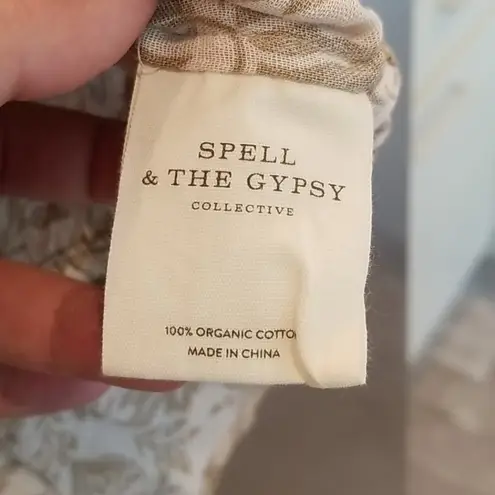 SPELL
& THE GYPSY
COLLECTIVE
100% ORGANIC COTTO
MADE IN CHINA